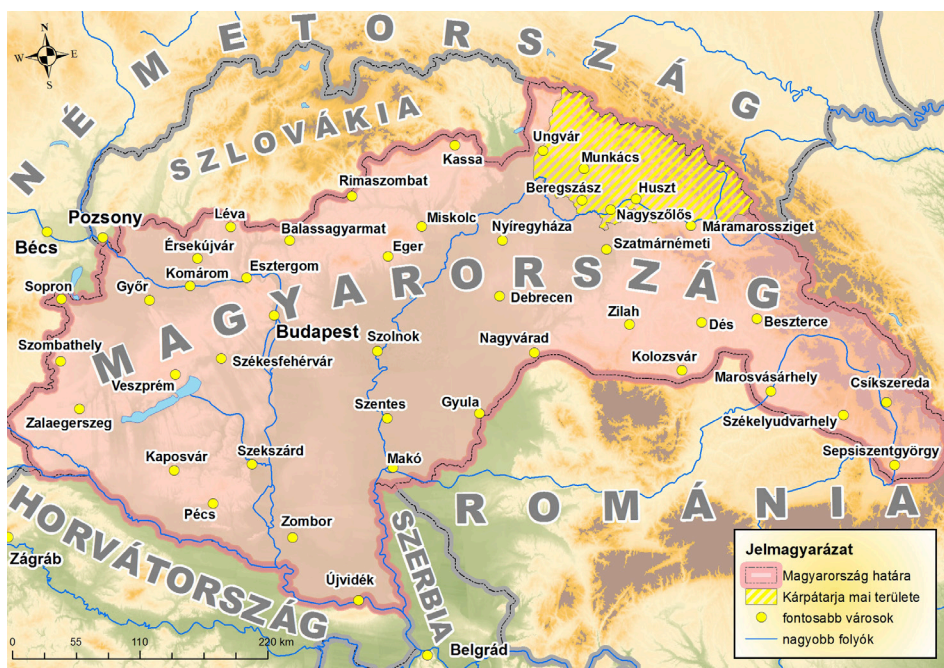 N
W E
S
NÉMETORSZÁG
SZLOVÁKIA
Ungvár
Kassa
Munkács
Rimaszombat
Beregszász
Huszt
Nagyszőlős
Léva
Pozsony
Miskolc
Balassagyarmat
Nyíregyháza
Máramarossziget
Bécs
Érsekújvár
Eger
Szatmárnémeti
Komárom
Esztergom
Sopron
Győr
MAGYARORSZÁG
Debrecen
Budapest
Zilah
Dés
Beszterce
Szombathely
Székesfehérvár
Szolnok
Nagyvárad
Kolozsvár
Veszprém
Marosvásárhely
Csíkszereda
Zalaegerszeg
Szentes
Gyula
Székelyudvarhely
Kaposvár
Szekszárd
Makó
Sepsiszentgyörgy
ROMÁNIA
Pécs
Zombor
HORVÁTORSZÁG
SZERBIA
Zágráb
Újvidék
Belgrád
0 55 110 220 km
Jelmagyarázat
Magyarország határa
Kárpátarja mai területe
fontosabb városok
nagyobb folyók